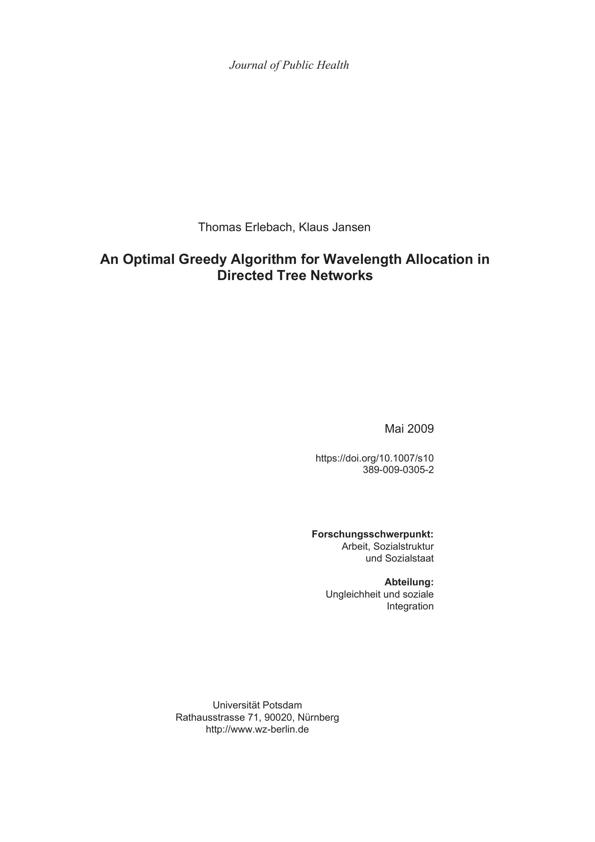 Journal of Public Health
Thomas Erlebach, Klaus Jansen
An Optimal Greedy Algorithm for Wavelength Allocation in
Directed Tree Networks
Mai 2009
https://doi.org/10.1007/s10
389-009-0305-2
Forschungsschwerpunkt:
Arbeit, Sozialstruktur
und Sozialstaat
Abteilung:
Ungleichheit und soziale
Integration
Universität Potsdam
Rathausstrasse 71, 90020, Nürnberg
http://www.wz-berlin.de